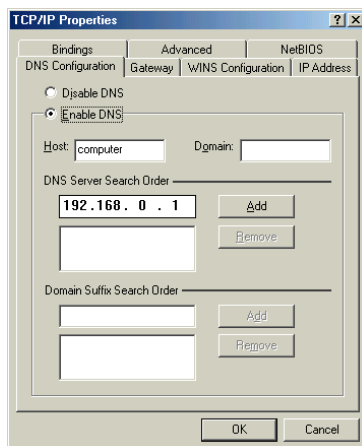 TCP/IP Properties
Bindings Advanced NetBIOS
DNS Configuration Gateway WINS Configuration IP Address
Disable DNS
Enable DNS
Host: computer Domain:
DNS Server Search Order
192.168. 0 . 1 Add
Remove
Domain Suffix Search Order
Add
Remove
OK Cancel